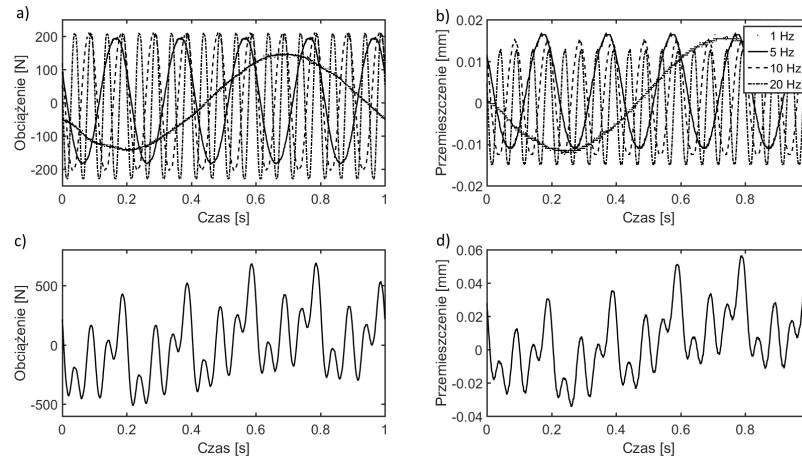 a)
Obciążenie [N]
200
100
0
-100
-200
0
0.2
0.4
0.6
0.8
1
Czas [s]
b)
Przemieszczenie [mm]
0.02
0.01
0
-0.01
-0.02
0
0.2
0.4
0.6
0.8
Czas [s]
1 Hz
5 Hz
10 Hz
20 Hz
c)
Obciążenie [N]
500
0
-500
0
0.2
0.4
0.6
0.8
1
Czas [s]
d)
Przemieszczenie [mm]
0.06
0.04
0.02
0
-0.02
-0.04
0
0.2
0.4
0.6
0.8
Czas [s]